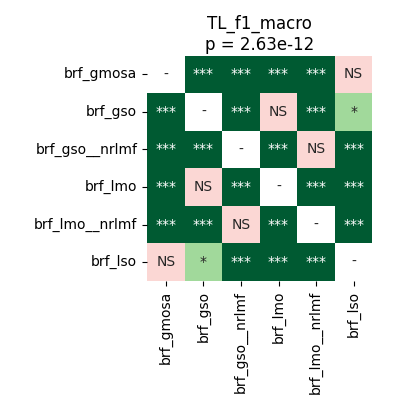 TL_f1_macro
p = 2.63e-12
brf_gmosa - *** *** *** *** NS
brf_gso *** - *** NS *** *
brf_gso__nrlmf *** *** - *** NS ***
brf_lmo *** NS *** - *** ***
brf_lmo__nrlmf *** *** NS *** - ***
brf_lso NS * *** *** *** -
brf_gmosa
brf_gso
brf_gso__nrlmf
brf_lmo
brf_lmo__nrlmf
brf_lso